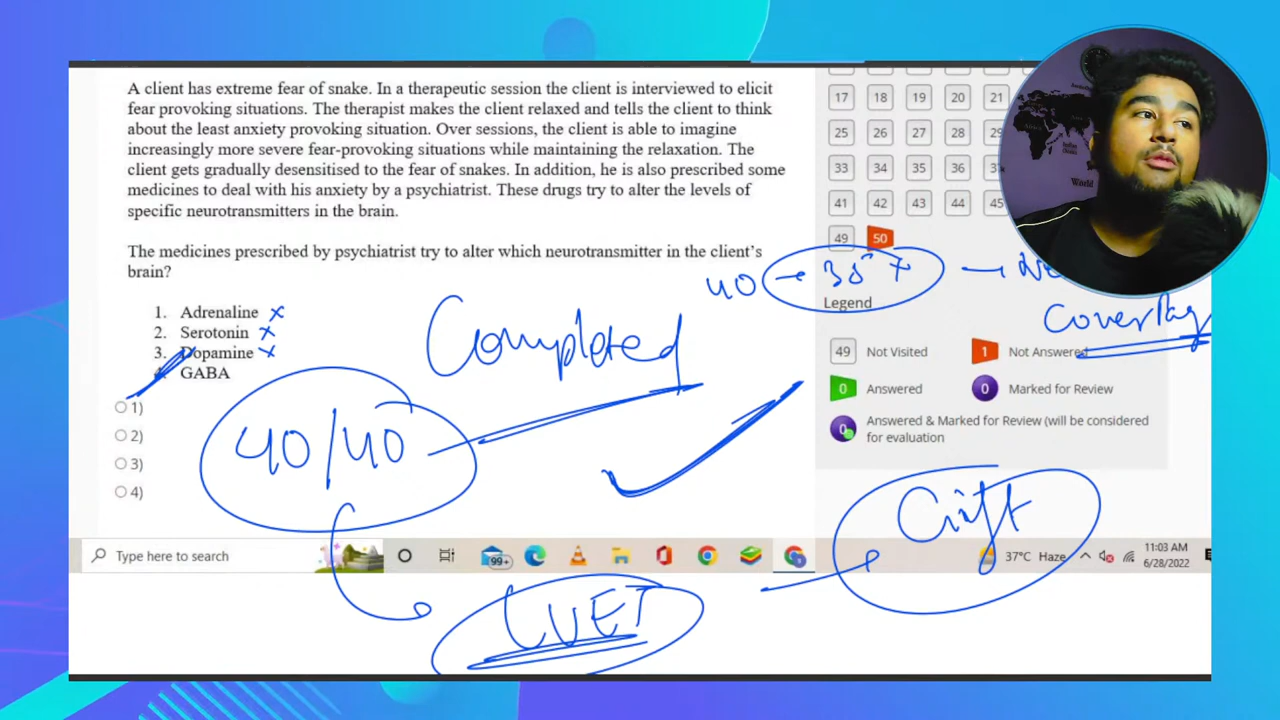 A client has extreme fear of snake. In a therapeutic session the client is interviewed to elicit
fear provoking situations. The therapist makes the client relaxed and tells the client to think
about the least anxiety provoking situation. Over sessions, the client is able to imagine
increasingly more severe fear-provoking situations while maintaining the relaxation. The
client gets gradually desensitised to the fear of snakes. In addition, he is also prescribed some
medicines to deal with his anxiety by a psychiatrist. These drugs try to alter the levels of
specific neurotransmitters in the brain.
The medicines prescribed by psychiatrist try to alter which neurotransmitter in the client's
brain?
1. Adrenaline x
2. Serotonin x
3. Dopamine x
GABA
1)
2)
3)
4)
Completed
40/40
17 18 19 20 21
25 26 27 28 29
33 34 35 36
41 42 43 44 45
49 50
40
Legend
49 Not Visited
1 Not Answered
0 Answered
0 Marked for Review
0 Answered & Marked for Review (will be considered
for evaluation
World
Type here to search
99+
37°C Haze
11:03 AM
6/28/2022